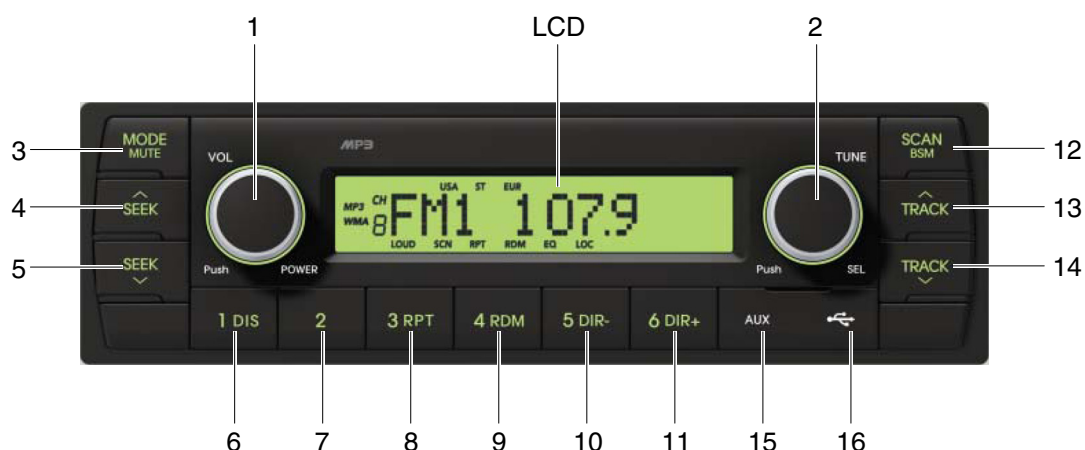 1 LCD 2
3 MODE MUTE
VOL
MP3
TUNE
SCAN BSM 12
4 SEEK
USA ST EUR
MP3 WMA CH 8 FM1 107.9
LOUD SCN RPT RDM EQ LOC
TRACK 13
5 SEEK
Push POWER
Push SEL
TRACK 14
1 DIS 2 3 RPT 4 RDM 5 DIR- 6 DIR+ AUX
6 7 8 9 10 11 15 16